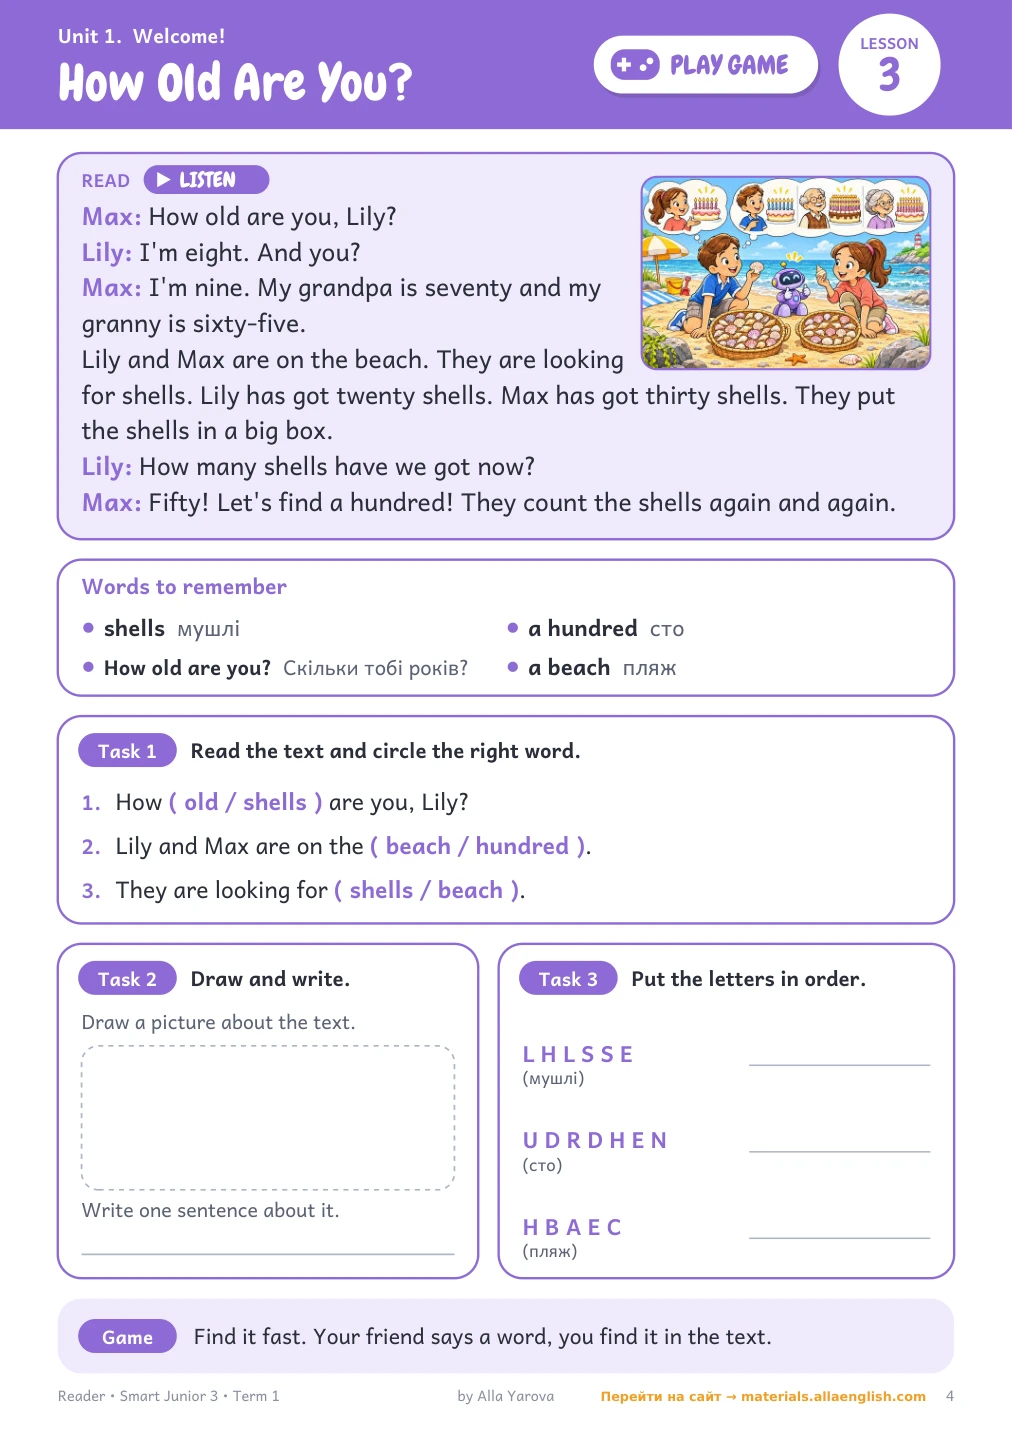 Unit 1. Welcome!
How Old Are You?
PLAY GAME
LESSON
3
READ
LISTEN
Max: How old are you, Lily?
Lily: I'm eight. And you?
Max: I'm nine. My grandpa is seventy and my
granny is sixty-five.
Lily and Max are on the beach. They are looking
for shells. Lily has got twenty shells. Max has got thirty shells. They put
the shells in a big box.
Lily: How many shells have we got now?
Max: Fifty! Let's find a hundred! They count the shells again and again.
Words to remember
• shells мушлі
• a hundred сто
• How old are you? Скільки тобі років?
• a beach пляж
Task 1 Read the text and circle the right word.
1. How ( old / shells ) are you, Lily?
2. Lily and Max are on the ( beach / hundred ).
3. They are looking for ( shells / beach ).
Task 2 Draw and write.
Draw a picture about the text.
Write one sentence about it.
Task 3 Put the letters in order.
L H L S S E
(мушлі)
U D R D H E N
(сто)
H B A E C
(пляж)
Game Find it fast. Your friend says a word, you find it in the text.
Reader • Smart Junior 3 • Term 1
by Alla Yarova
Перейти на сайт → materials.allaenglish.com
4